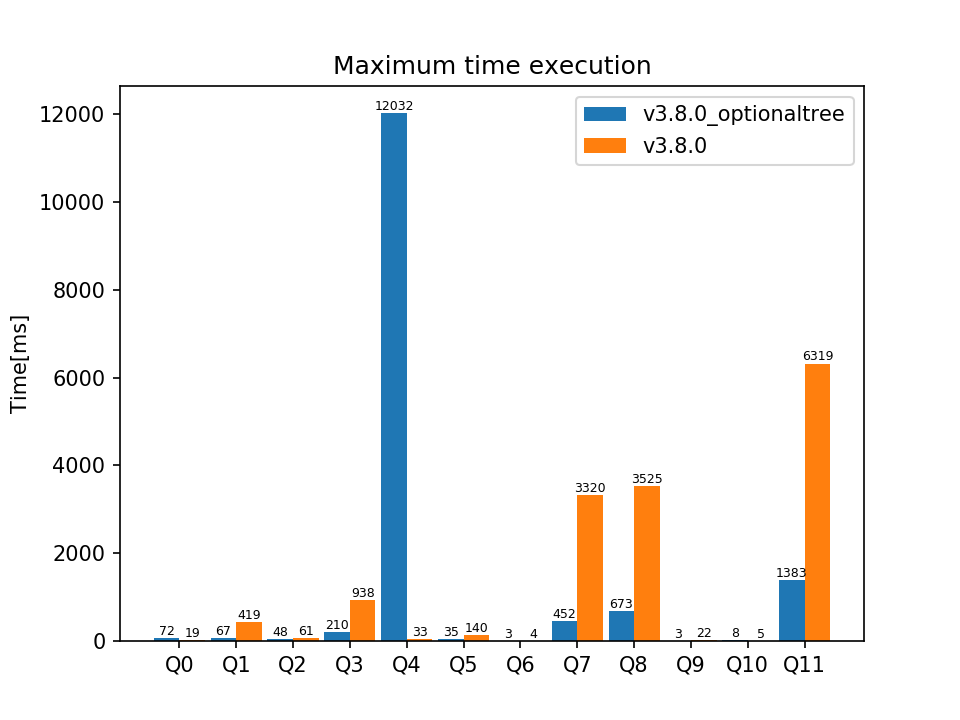 Maximum time execution
v3.8.0_optionaltree
v3.8.0
Time[ms]
12000
10000
8000
6000
4000
2000
0
72 19 67 419 48 61 210 938 12032 33 35 140 3 4 452 3320 673 3525 3 22 8 5 1383 6319
Q0 Q1 Q2 Q3 Q4 Q5 Q6 Q7 Q8 Q9 Q10 Q11